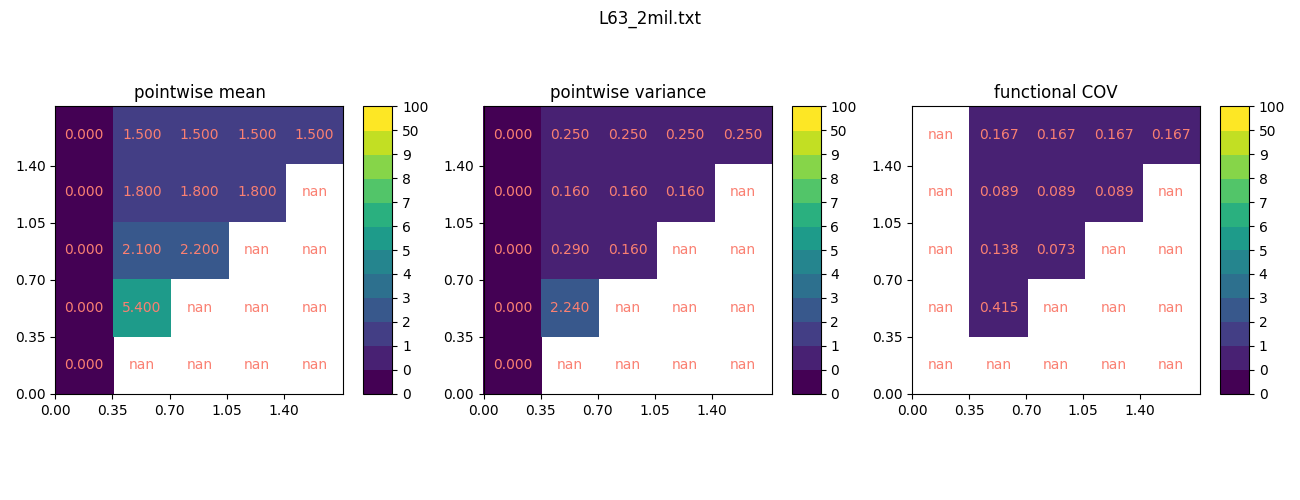 L63_2mil.txt
pointwise mean
0.000 1.500 1.500 1.500 1.500
1.40
0.000 1.800 1.800 1.800 nan
1.05
0.000 2.100 2.200 nan nan
0.70
0.000 5.400 nan nan nan
0.35
0.000 nan nan nan nan
0.00
0.00 0.35 0.70 1.05 1.40
100
50
9
8
7
6
5
4
3
2
1
0
0
pointwise variance
0.000 0.250 0.250 0.250 0.250
1.40
0.000 0.160 0.160 0.160 nan
1.05
0.000 0.290 0.160 nan nan
0.70
0.000 2.240 nan nan nan
0.35
0.000 nan nan nan nan
0.00
0.00 0.35 0.70 1.05 1.40
100
50
9
8
7
6
5
4
3
2
1
0
0
functional COV
nan 0.167 0.167 0.167 0.167
1.40
nan 0.089 0.089 0.089 nan
1.05
nan 0.138 0.073 nan nan
0.70
nan 0.415 nan nan nan
0.35
nan nan nan nan nan
0.00
0.00 0.35 0.70 1.05 1.40
100
50
9
8
7
6
5
4
3
2
1
0
0